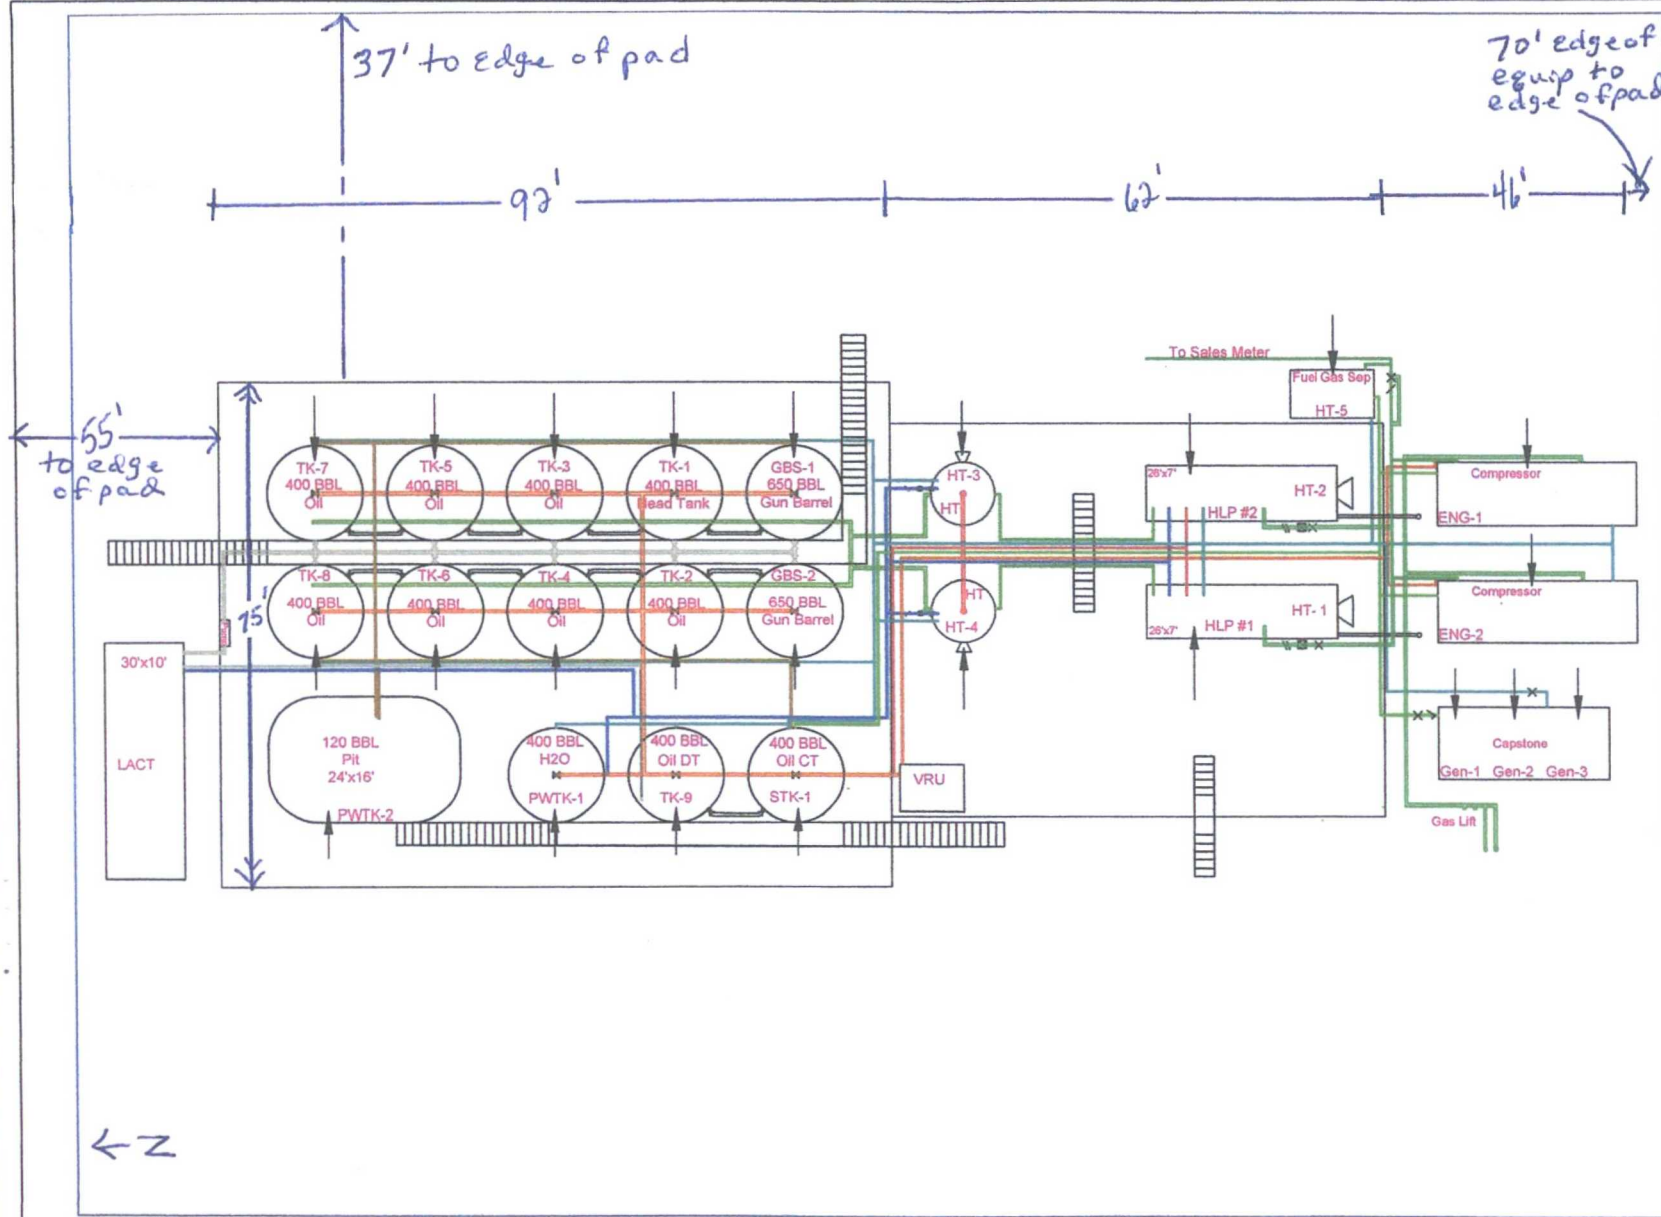 37' to edge of pad
70' edge of
equip to
edge of pad
92'
62'
46'
55'
to edge
of pad
75'
To Sales Meter
Fuel Gas Sep
HT-5
TK-7
400 BBL
Oil
TK-5
400 BBL
Oil
TK-3
400 BBL
Oil
TK-1
400 BBL
Head Tank
GBS-1
650 BBL
Gun Barrel
HT-3
HT
26'x7'
HT-2
HLP #2
Compressor
ENG-1
TK-8
400 BBL
Oil
TK-6
400 BBL
Oil
TK-4
400 BBL
Oil
TK-2
400 BBL
Oil
GBS-2
650 BBL
Gun Barrel
HT
HT-4
HT- 1
26'x7'
HLP #1
Compressor
ENG-2
30'x10'
LACT
120 BBL
Pit
24'x16'
PWTK-2
400 BBL
H2O
PWTK-1
400 BBL
Oil DT
TK-9
400 BBL
Oil CT
STK-1
VRU
Capstone
Gen-1 Gen-2 Gen-3
Gas Lift
← Z